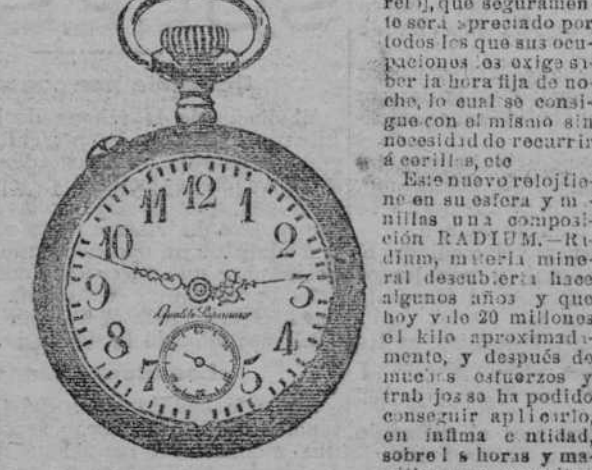 reloj, que seguramen-
te será apreciado por
todos los que sus ocu-
paciones les exige sa-
ber la hora fija de no-
che, lo cual se consi-
gue con el mismo sin
necesidad de recurrir
á cerillas, etc
Este nuevo reloj tie-
ne en su esfera y ma-
nillas una composi-
ción RADIUM.—Ra-
dium, materia mine-
ral descubierta hace
algunos años y que
hoy vale 20 millones
el kilo aproximada-
mente, y después de
muchos esfuerzos y
trabajos se ha podido
conseguir aplicarlo,
en ínfima cantidad,
sobre las horas y ma-
12
1
2
3
4
5
7
8
9
10
11